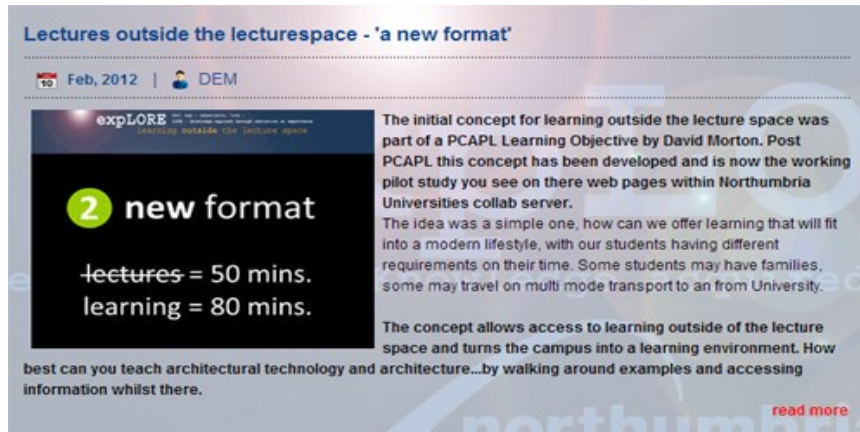 Lectures outside the lecturespace - 'a new format'
10 Feb, 2012 | DEM
expLORE
learning outside the lecture space
2 new format
lectures = 50 mins.
learning = 80 mins.
The initial concept for learning outside the lecture space was
part of a PCAPL Learning Objective by David Morton. Post
PCAPL this concept has been developed and is now the working
pilot study you see on there web pages within Northumbria
Universities collab server.
The idea was a simple one, how can we offer learning that will fit
into a modern lifestyle, with our students having different
requirements on their time. Some students may have families,
some may travel on multi mode transport to an from University.
The concept allows access to learning outside of the lecture
space and turns the campus into a learning environment. How
best can you teach architectural technology and architecture...by walking around examples and accessing
information whilst there.
read more
northumbria